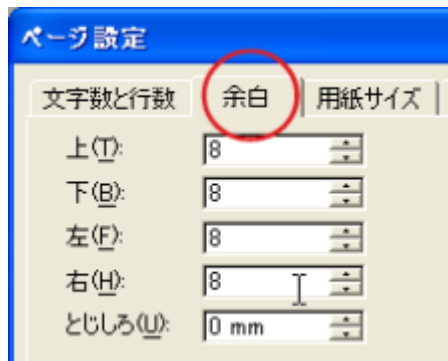 ページ設定
文字数と行数 余白 用紙サイズ
上(T): 8
下(B): 8
左(F): 8
右(H): 8
とじしろ(U): 0 mm